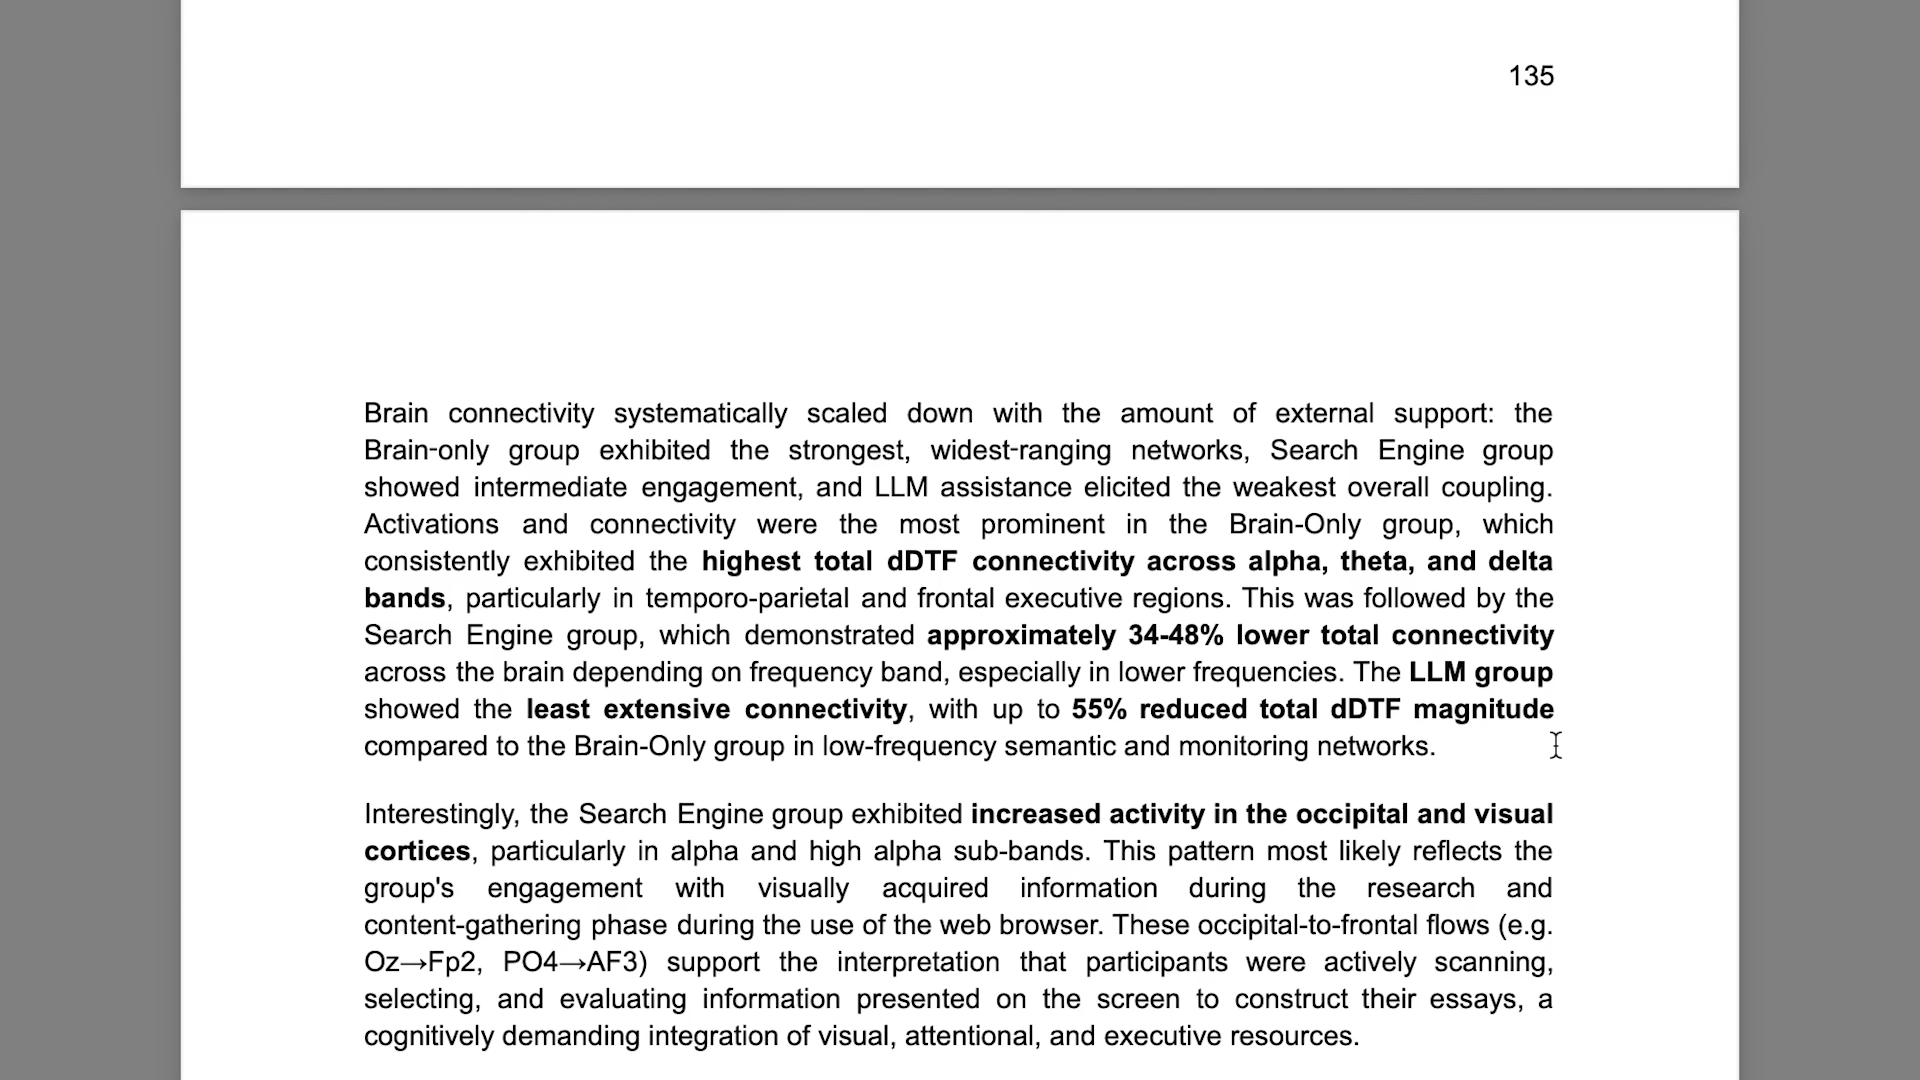 135
Brain connectivity systematically scaled down with the amount of external support: the
Brain-only group exhibited the strongest, widest-ranging networks, Search Engine group
showed intermediate engagement, and LLM assistance elicited the weakest overall coupling.
Activations and connectivity were the most prominent in the Brain-Only group, which
consistently exhibited the highest total dDTF connectivity across alpha, theta, and delta
bands, particularly in temporo-parietal and frontal executive regions. This was followed by the
Search Engine group, which demonstrated approximately 34-48% lower total connectivity
across the brain depending on frequency band, especially in lower frequencies. The LLM group
showed the least extensive connectivity, with up to 55% reduced total dDTF magnitude
compared to the Brain-Only group in low-frequency semantic and monitoring networks.
Interestingly, the Search Engine group exhibited increased activity in the occipital and visual
cortices, particularly in alpha and high alpha sub-bands. This pattern most likely reflects the
group's engagement with visually acquired information during the research and
content-gathering phase during the use of the web browser. These occipital-to-frontal flows (e.g.
Oz→Fp2, PO4→AF3) support the interpretation that participants were actively scanning,
selecting, and evaluating information presented on the screen to construct their essays, a
cognitively demanding integration of visual, attentional, and executive resources.